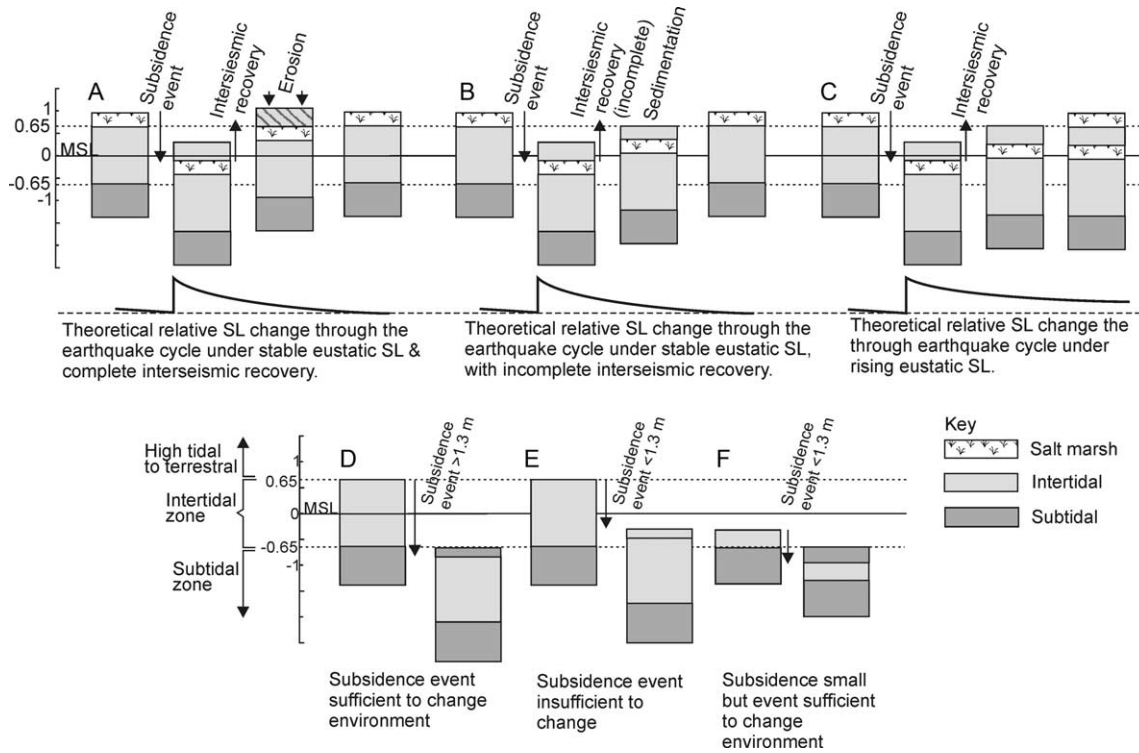 A
Subsidence
event
Intersiesmic
recovery
Erosion
B
Subsidence
event
Interseismic
recovery
(incomplete)
Sedimentation
C
Subsidence
event
Interseismic
recovery
1
0.65
MSL
0
-0.65
-1
Theoretical relative SL change through the
earthquake cycle under stable eustatic SL &
complete interseismic recovery.
Theoretical relative SL change through the
earthquake cycle under stable eustatic SL,
with incomplete interseismic recovery.
Theoretical relative SL change the
through earthquake cycle under
rising eustatic SL.
High tidal
to terrestral
Intertidal
zone
Subtidal
zone
1
0.65
MSL
0
-0.65
-1
D
Subsidence
event >1.3 m
E
Subsidence
event <1.3 m
F
Subsidence
event <1.3 m
Key
Salt marsh
Intertidal
Subtidal
Subsidence event
sufficient to change
environment
Subsidence event
insufficient to
change
Subsidence small
but event sufficient
to change
environment